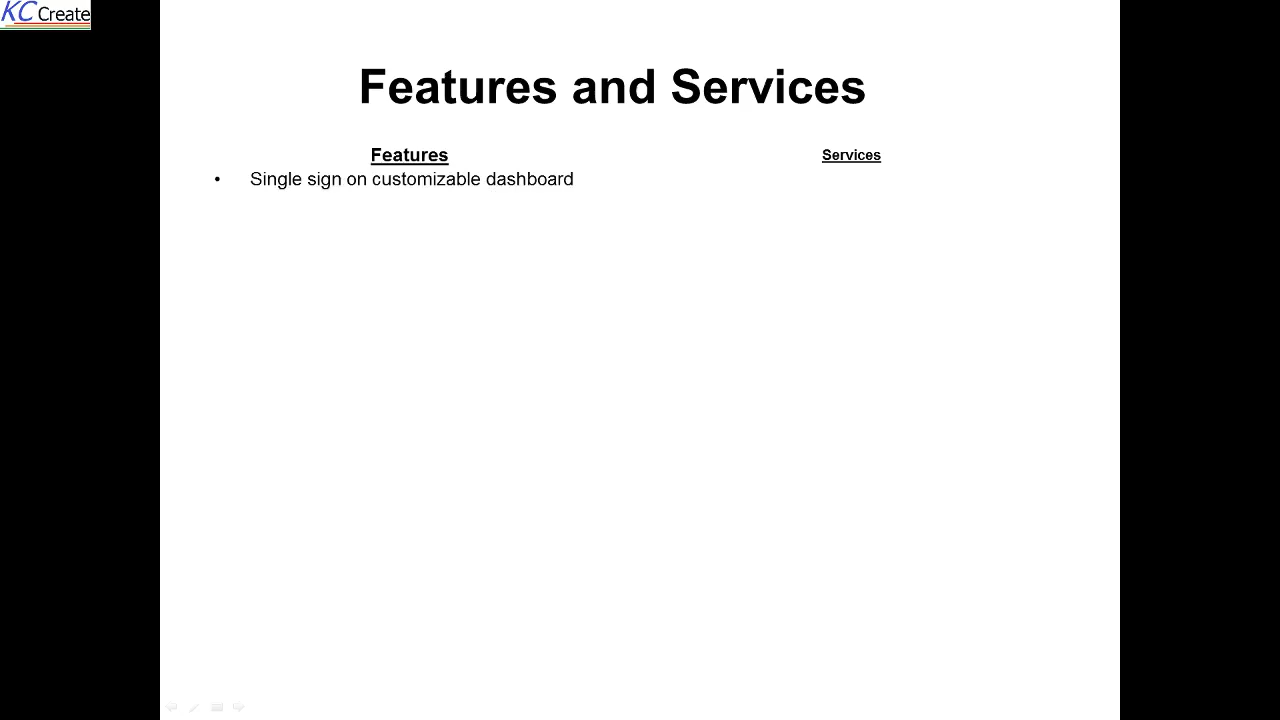 KC Create
Features and Services
Features
Services
• Single sign on customizable dashboard